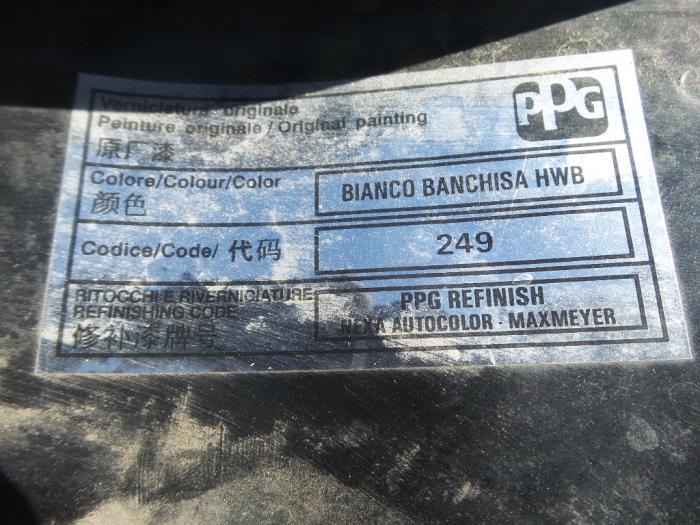 Verniciatura originale
Peinture originale / Original painting
原厂漆
PPG
Colore/Colour/Color
颜色
BIANCO BANCHISA HWB
Codice/Code/ 代码
249
RITOCCHI E RIVERNICIATURE
REFINISHING CODE
修补漆牌号
PPG REFINISH
NEXA AUTOCOLOR - MAXMEYER